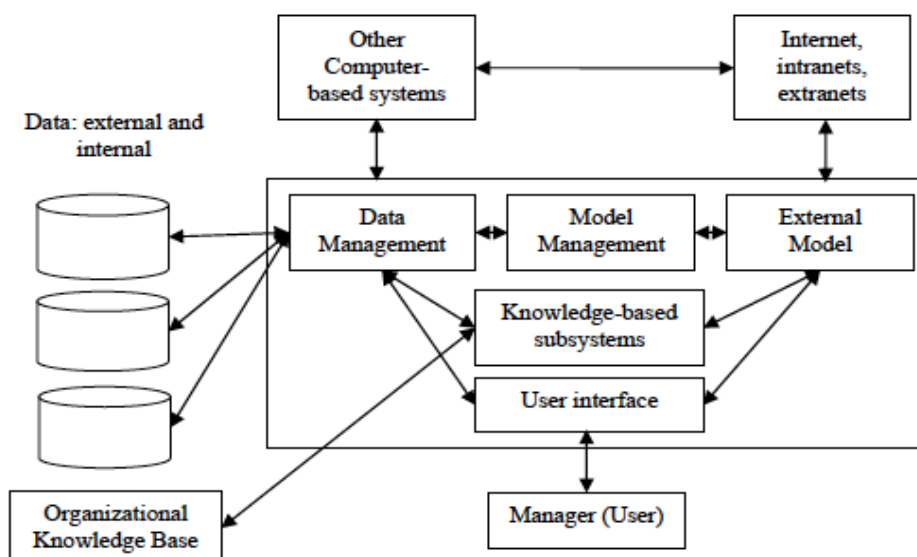 Other
Computer-
based systems
Internet,
intranets,
extranets
Data: external and
internal
Data
Management
Model
Management
External
Model
Knowledge-based
subsystems
User interface
Organizational
Knowledge Base
Manager (User)